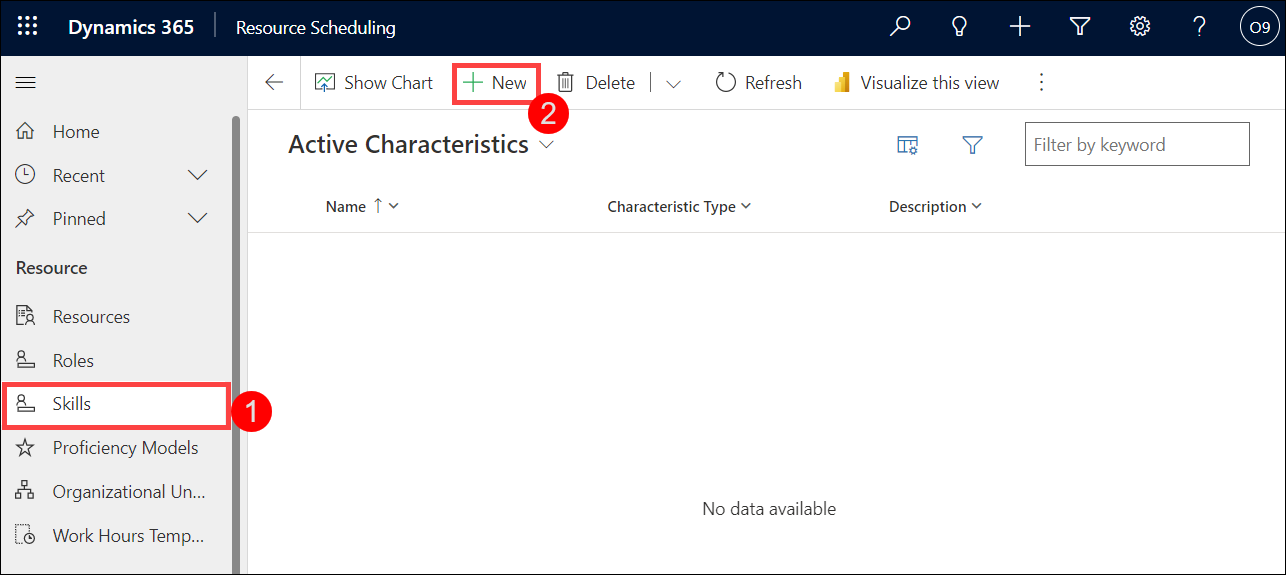 Dynamics 365 Resource Scheduling
? O9
Show Chart New Delete Refresh Visualize this view
2
Home
Active Characteristics
Filter by keyword
Recent
Name Characteristic Type Description
Pinned
Resource
Resources
Roles
Skills
1
Proficiency Models
Organizational Un...
Work Hours Temp...
No data available